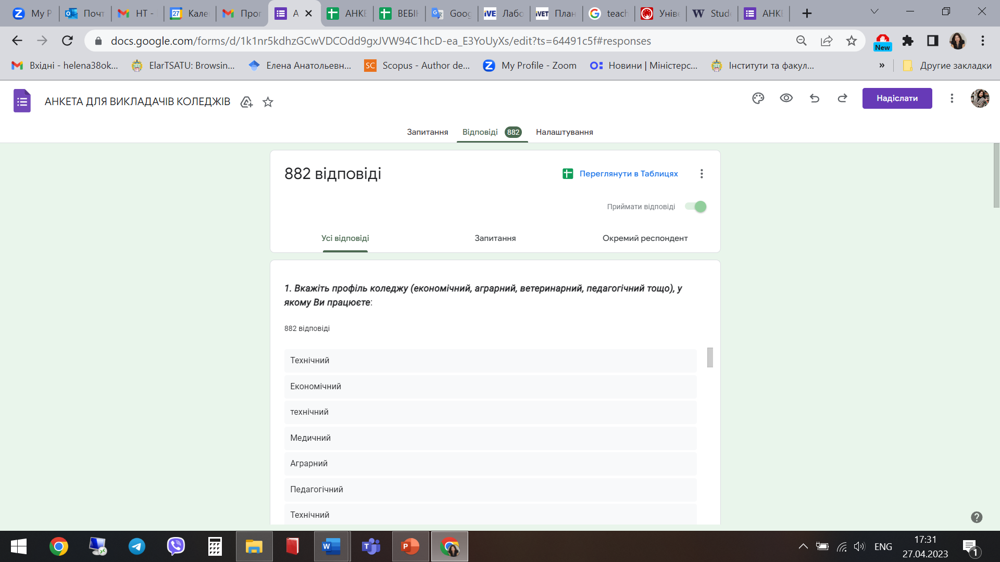 My P
Почт
НТ -
Кале
Прог
А
АНКЕ
ВЕБІН
Goog
Лабо
План
teach
Уніве
Stud
АНКЕ
docs.google.com/forms/d/1k1nr5kdhzGCwVDCOdd9gxJVW94C1hcD-ea_E3YoUyXs/edit?ts=64491c5f#responses
New
Вхідні - helena38ok...
ElarTSATU: Browsin...
Елена Анатольевн...
SC Scopus - Author de...
My Profile - Zoom
Новини | Міністерс...
Інститути та факул...
»
Другие закладки
АНКЕТА ДЛЯ ВИКЛАДАЧІВ КОЛЕДЖІВ
Надіслати
Запитання
Відповіді 882
Налаштування
882 відповіді
Переглянути в Таблицях
Приймати відповіді
Усі відповіді
Запитання
Окремий респондент
1. Вкажіть профіль коледжу (економічний, аграрний, ветеринарний, педагогічний тощо), у
якому Ви працюєте:
882 відповіді
Технічний
Економічний
технічний
Медичний
Аграрний
Педагогічний
Технічний
ENG
17:31
27.04.2023
1